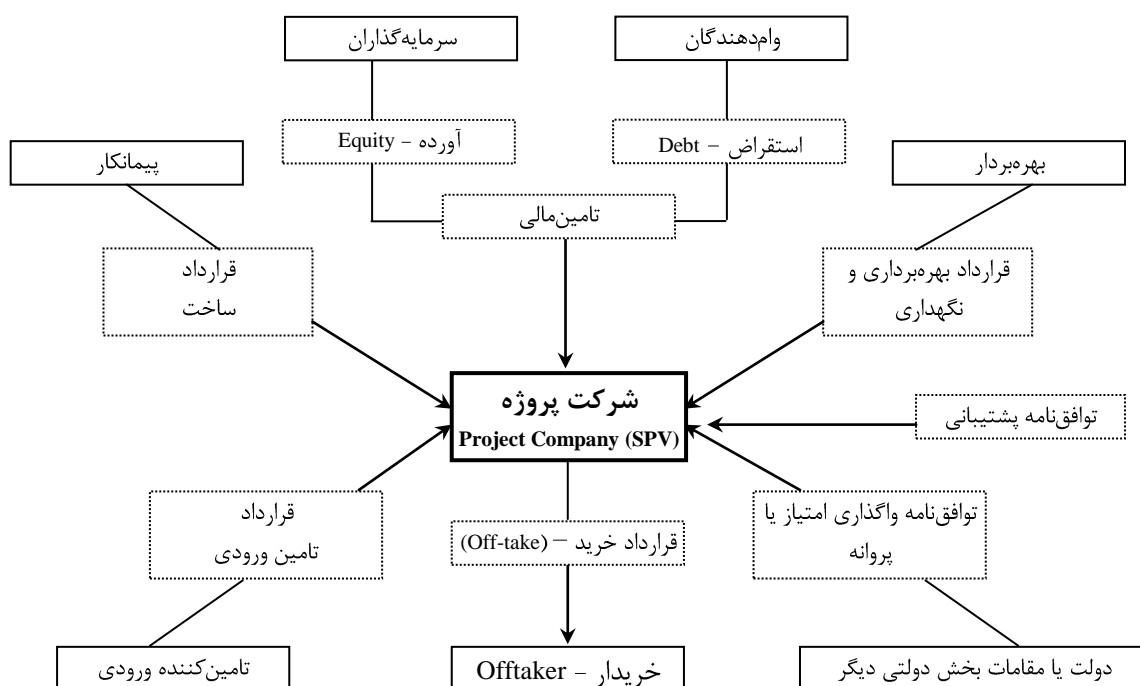 سرمایه‌گذاران
وام‌دهندگان
آورده - Equity
استقراض - Debt
پیمانکار
بهره‌بردار
تامین‌مالی
قرارداد
ساخت
قرارداد بهره‌برداری و
نگهداری
شرکت پروژه
Project Company (SPV)
توافق‌نامه پشتیبانی
قرارداد
تامین ورودی
قرارداد خرید – (Off-take)
توافق‌نامه واگذاری امتیاز یا
پروانه
تامین‌کننده ورودی
خریدار - Offtaker
دولت یا مقامات بخش دولتی دیگر